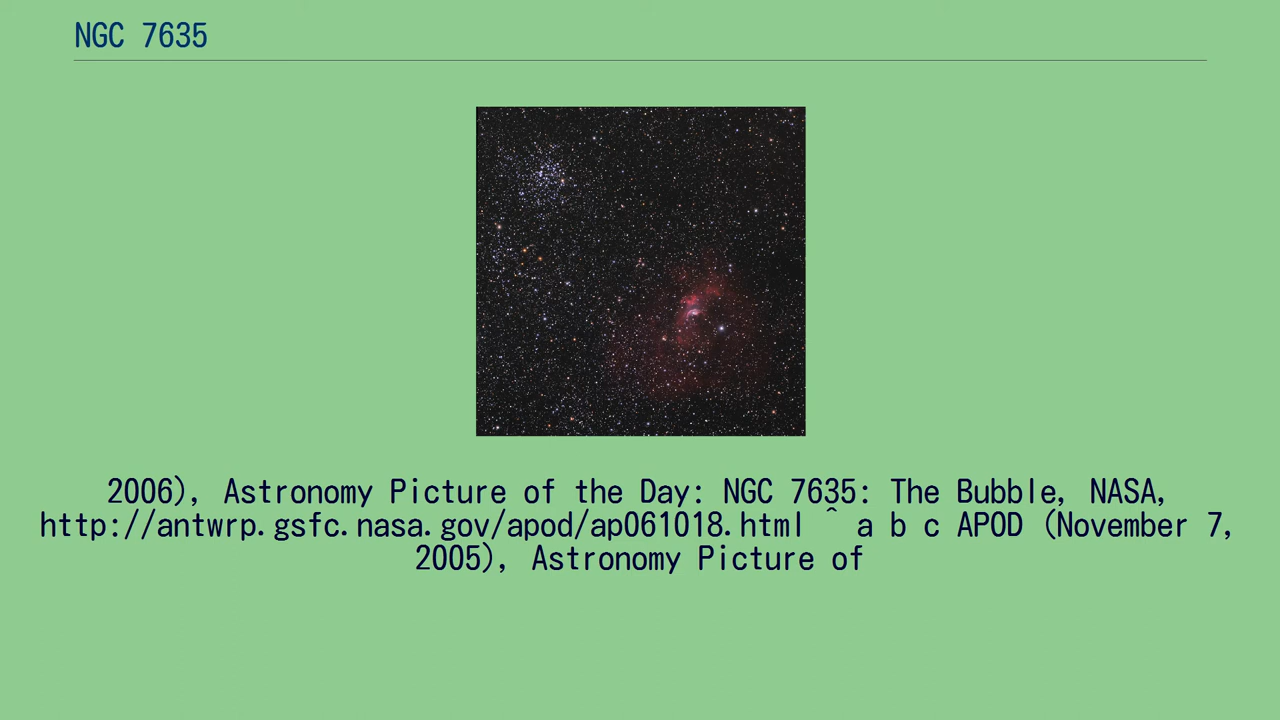 NGC 7635
2006), Astronomy Picture of the Day: NGC 7635: The Bubble, NASA,
http://antwrp.gsfc.nasa.gov/apod/ap061018.html ^ a b c APOD (November 7,
2005), Astronomy Picture of